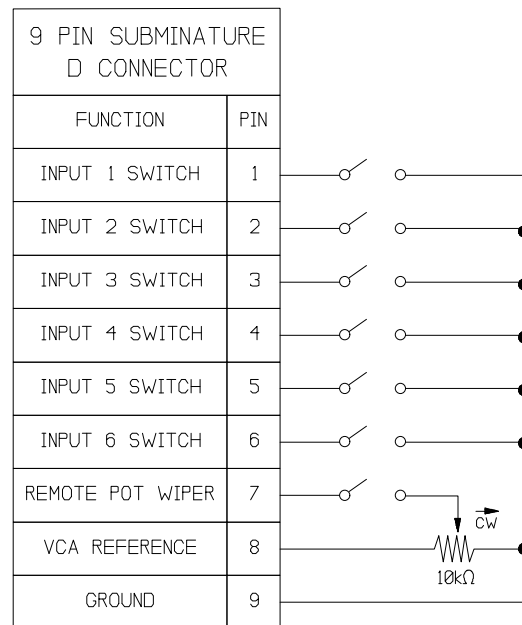 9 PIN SUBMINATURE
D CONNECTOR
FUNCTION PIN
INPUT 1 SWITCH 1
INPUT 2 SWITCH 2
INPUT 3 SWITCH 3
INPUT 4 SWITCH 4
INPUT 5 SWITCH 5
INPUT 6 SWITCH 6
REMOTE POT WIPER 7
CW
VCA REFERENCE 8
10kΩ
GROUND 9